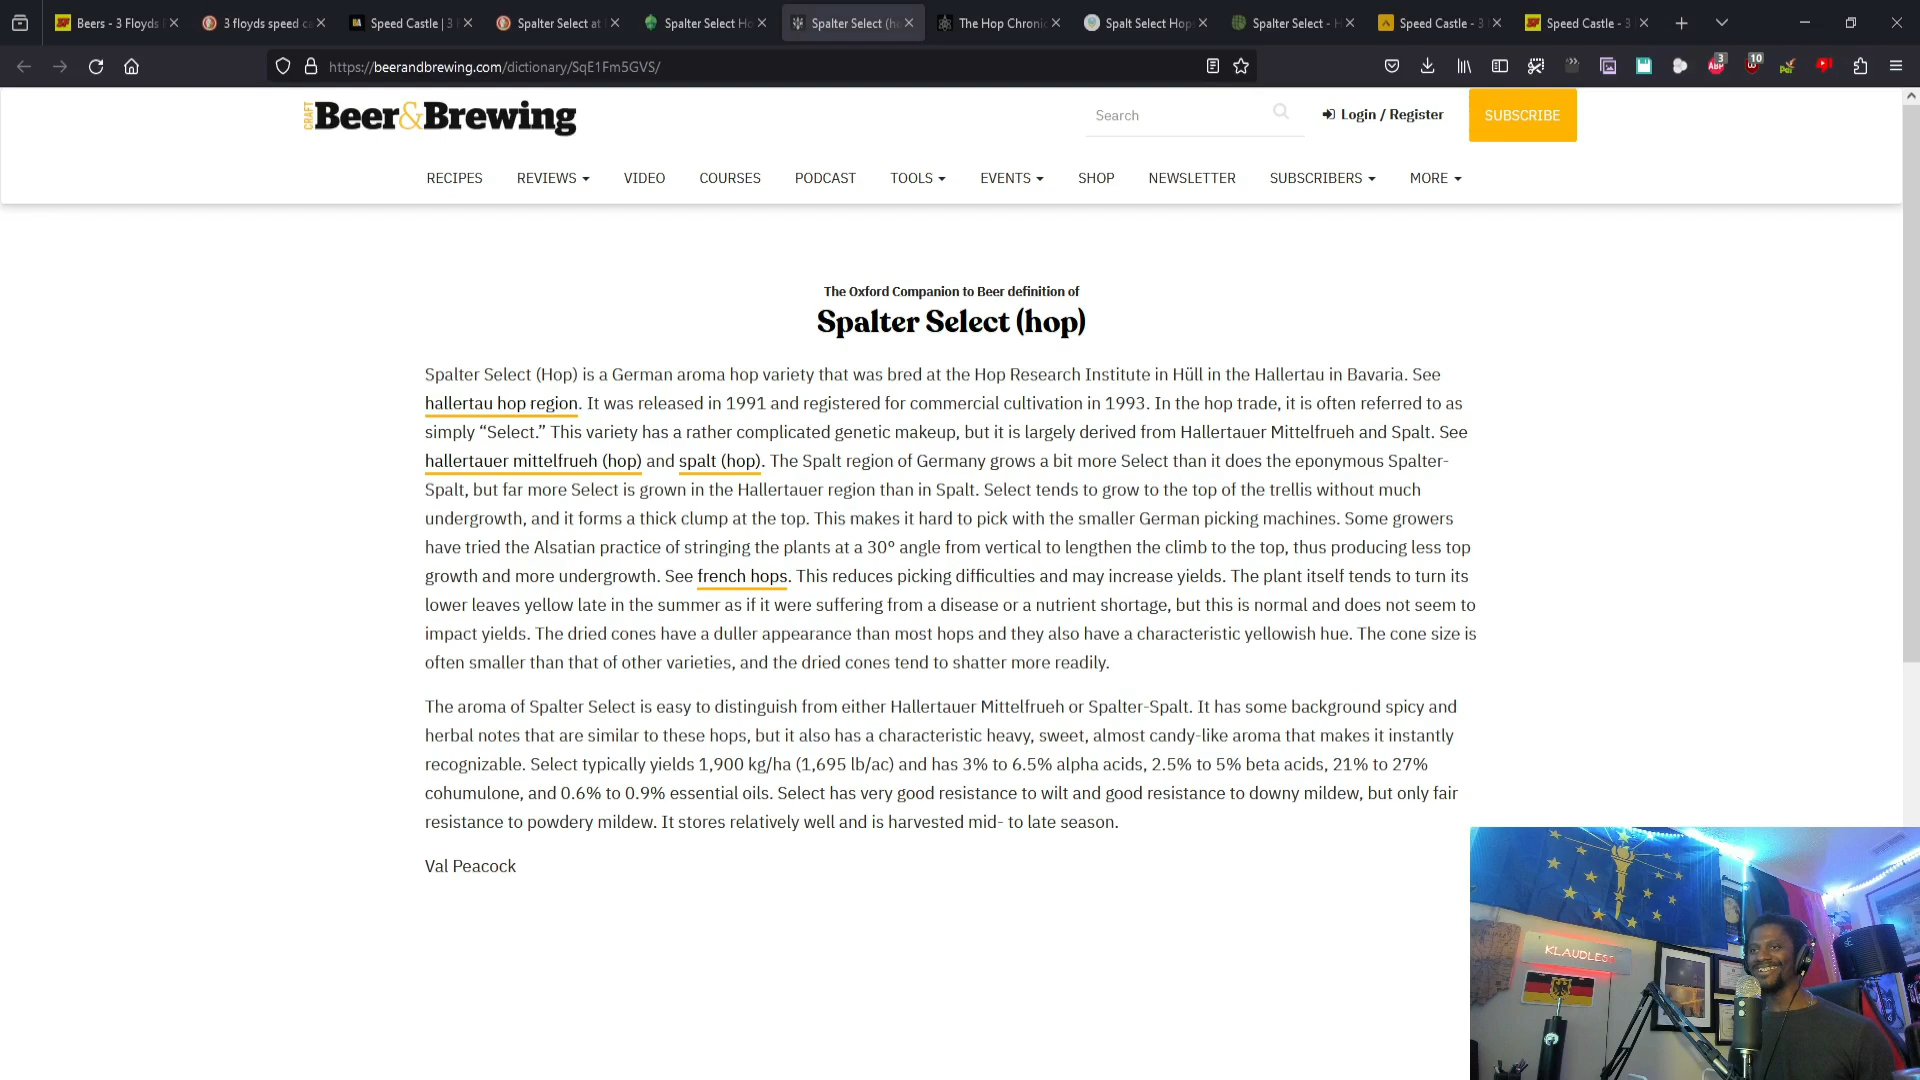 Beers - 3 Floyds
3 floyds speed ca
Speed Castle | 3
Spalter Select at
Spalter Select Ho
Spalter Select (h
The Hop Chronic
Spalt Select Hop
Spalter Select - H
Speed Castle - 3
Speed Castle - 3
https://beerandbrewing.com/dictionary/SqE1Fm5GVS/
3
10
CRAFT Beer&Brewing
Search
Login / Register
SUBSCRIBE
RECIPES REVIEWS VIDEO COURSES PODCAST TOOLS EVENTS SHOP NEWSLETTER SUBSCRIBERS MORE
The Oxford Companion to Beer definition of
Spalter Select (hop)
Spalter Select (Hop) is a German aroma hop variety that was bred at the Hop Research Institute in Hüll in the Hallertau in Bavaria. See
hallertau hop region. It was released in 1991 and registered for commercial cultivation in 1993. In the hop trade, it is often referred to as
simply “Select.” This variety has a rather complicated genetic makeup, but it is largely derived from Hallertauer Mittelfrueh and Spalt. See
hallertauer mittelfrueh (hop) and spalt (hop). The Spalt region of Germany grows a bit more Select than it does the eponymous Spalter-
Spalt, but far more Select is grown in the Hallertauer region than in Spalt. Select tends to grow to the top of the trellis without much
undergrowth, and it forms a thick clump at the top. This makes it hard to pick with the smaller German picking machines. Some growers
have tried the Alsatian practice of stringing the plants at a 30° angle from vertical to lengthen the climb to the top, thus producing less top
growth and more undergrowth. See french hops. This reduces picking difficulties and may increase yields. The plant itself tends to turn its
lower leaves yellow late in the summer as if it were suffering from a disease or a nutrient shortage, but this is normal and does not seem to
impact yields. The dried cones have a duller appearance than most hops and they also have a characteristic yellowish hue. The cone size is
often smaller than that of other varieties, and the dried cones tend to shatter more readily.
The aroma of Spalter Select is easy to distinguish from either Hallertauer Mittelfrueh or Spalter-Spalt. It has some background spicy and
herbal notes that are similar to these hops, but it also has a characteristic heavy, sweet, almost candy-like aroma that makes it instantly
recognizable. Select typically yields 1,900 kg/ha (1,695 lb/ac) and has 3% to 6.5% alpha acids, 2.5% to 5% beta acids, 21% to 27%
cohumulone, and 0.6% to 0.9% essential oils. Select has very good resistance to wilt and good resistance to downy mildew, but only fair
resistance to powdery mildew. It stores relatively well and is harvested mid- to late season.
Val Peacock
KLAUDLESS